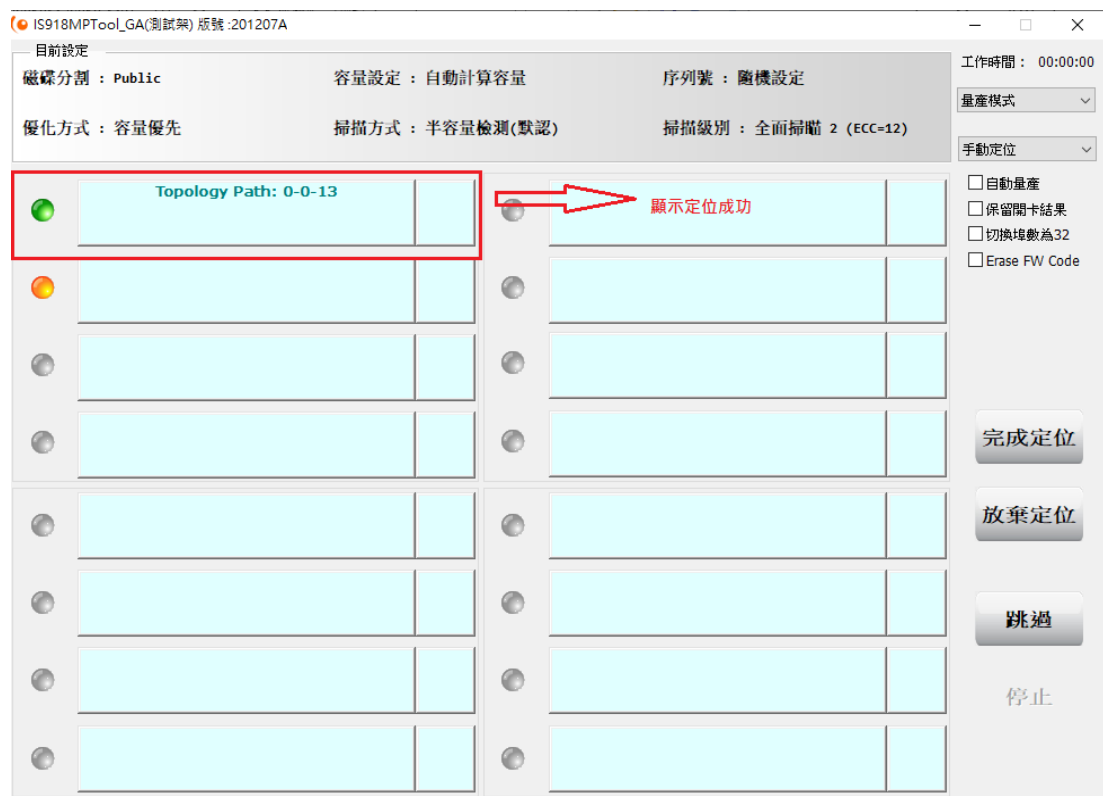 IS918MPTool_GA(測試架) 版號 :201207A
目前設定
磁碟分割 : Public
容量設定 : 自動計算容量
序列號 : 隨機設定
優化方式 : 容量優先
掃描方式 : 半容量檢測(默認)
掃描級別 : 全面掃瞄 2 (ECC=12)
工作時間 : 00:00:00
量產模式
手動定位
自動量產
保留開卡結果
切換埠數為32
Erase FW Code
Topology Path: 0-0-13
顯示定位成功
完成定位
放棄定位
跳過
停止